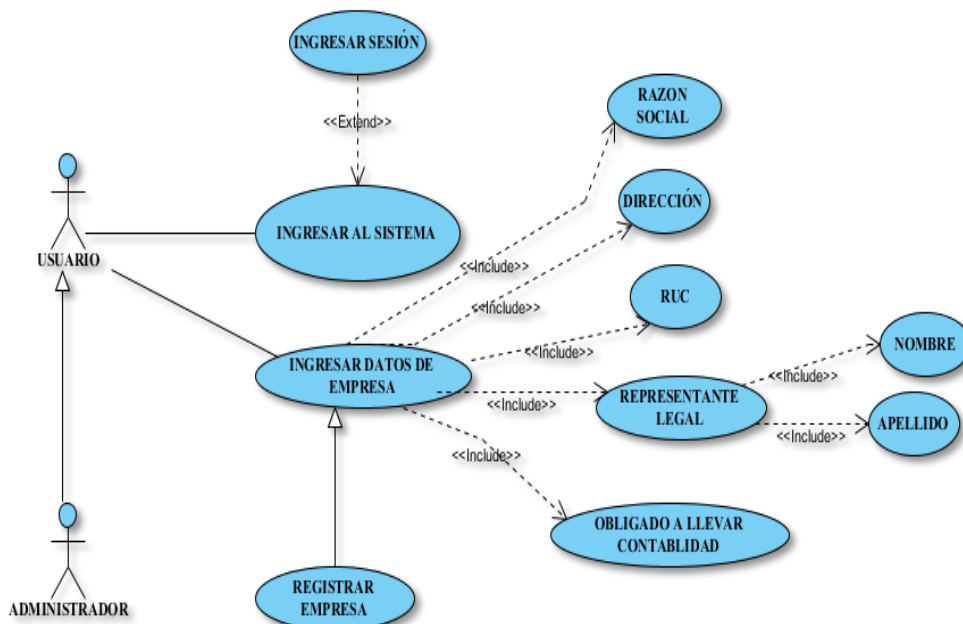 INGRESAR SESIÓN
<<Extend>>
RAZON
SOCIAL
DIRECCIÓN
INGRESAR AL SISTEMA
USUARIO
<<Include>>
<<Include>>
RUC
<<Include>>
NOMBRE
INGRESAR DATOS DE
EMPRESA
<<Include>>
<<Include>>
REPRESENTANTE
LEGAL
<<Include>>
APELLIDO
<<Include>>
OBLIGADO A LLEVAR
CONTABLIDAD
REGISTRAR
EMPRESA
ADMINISTRADOR